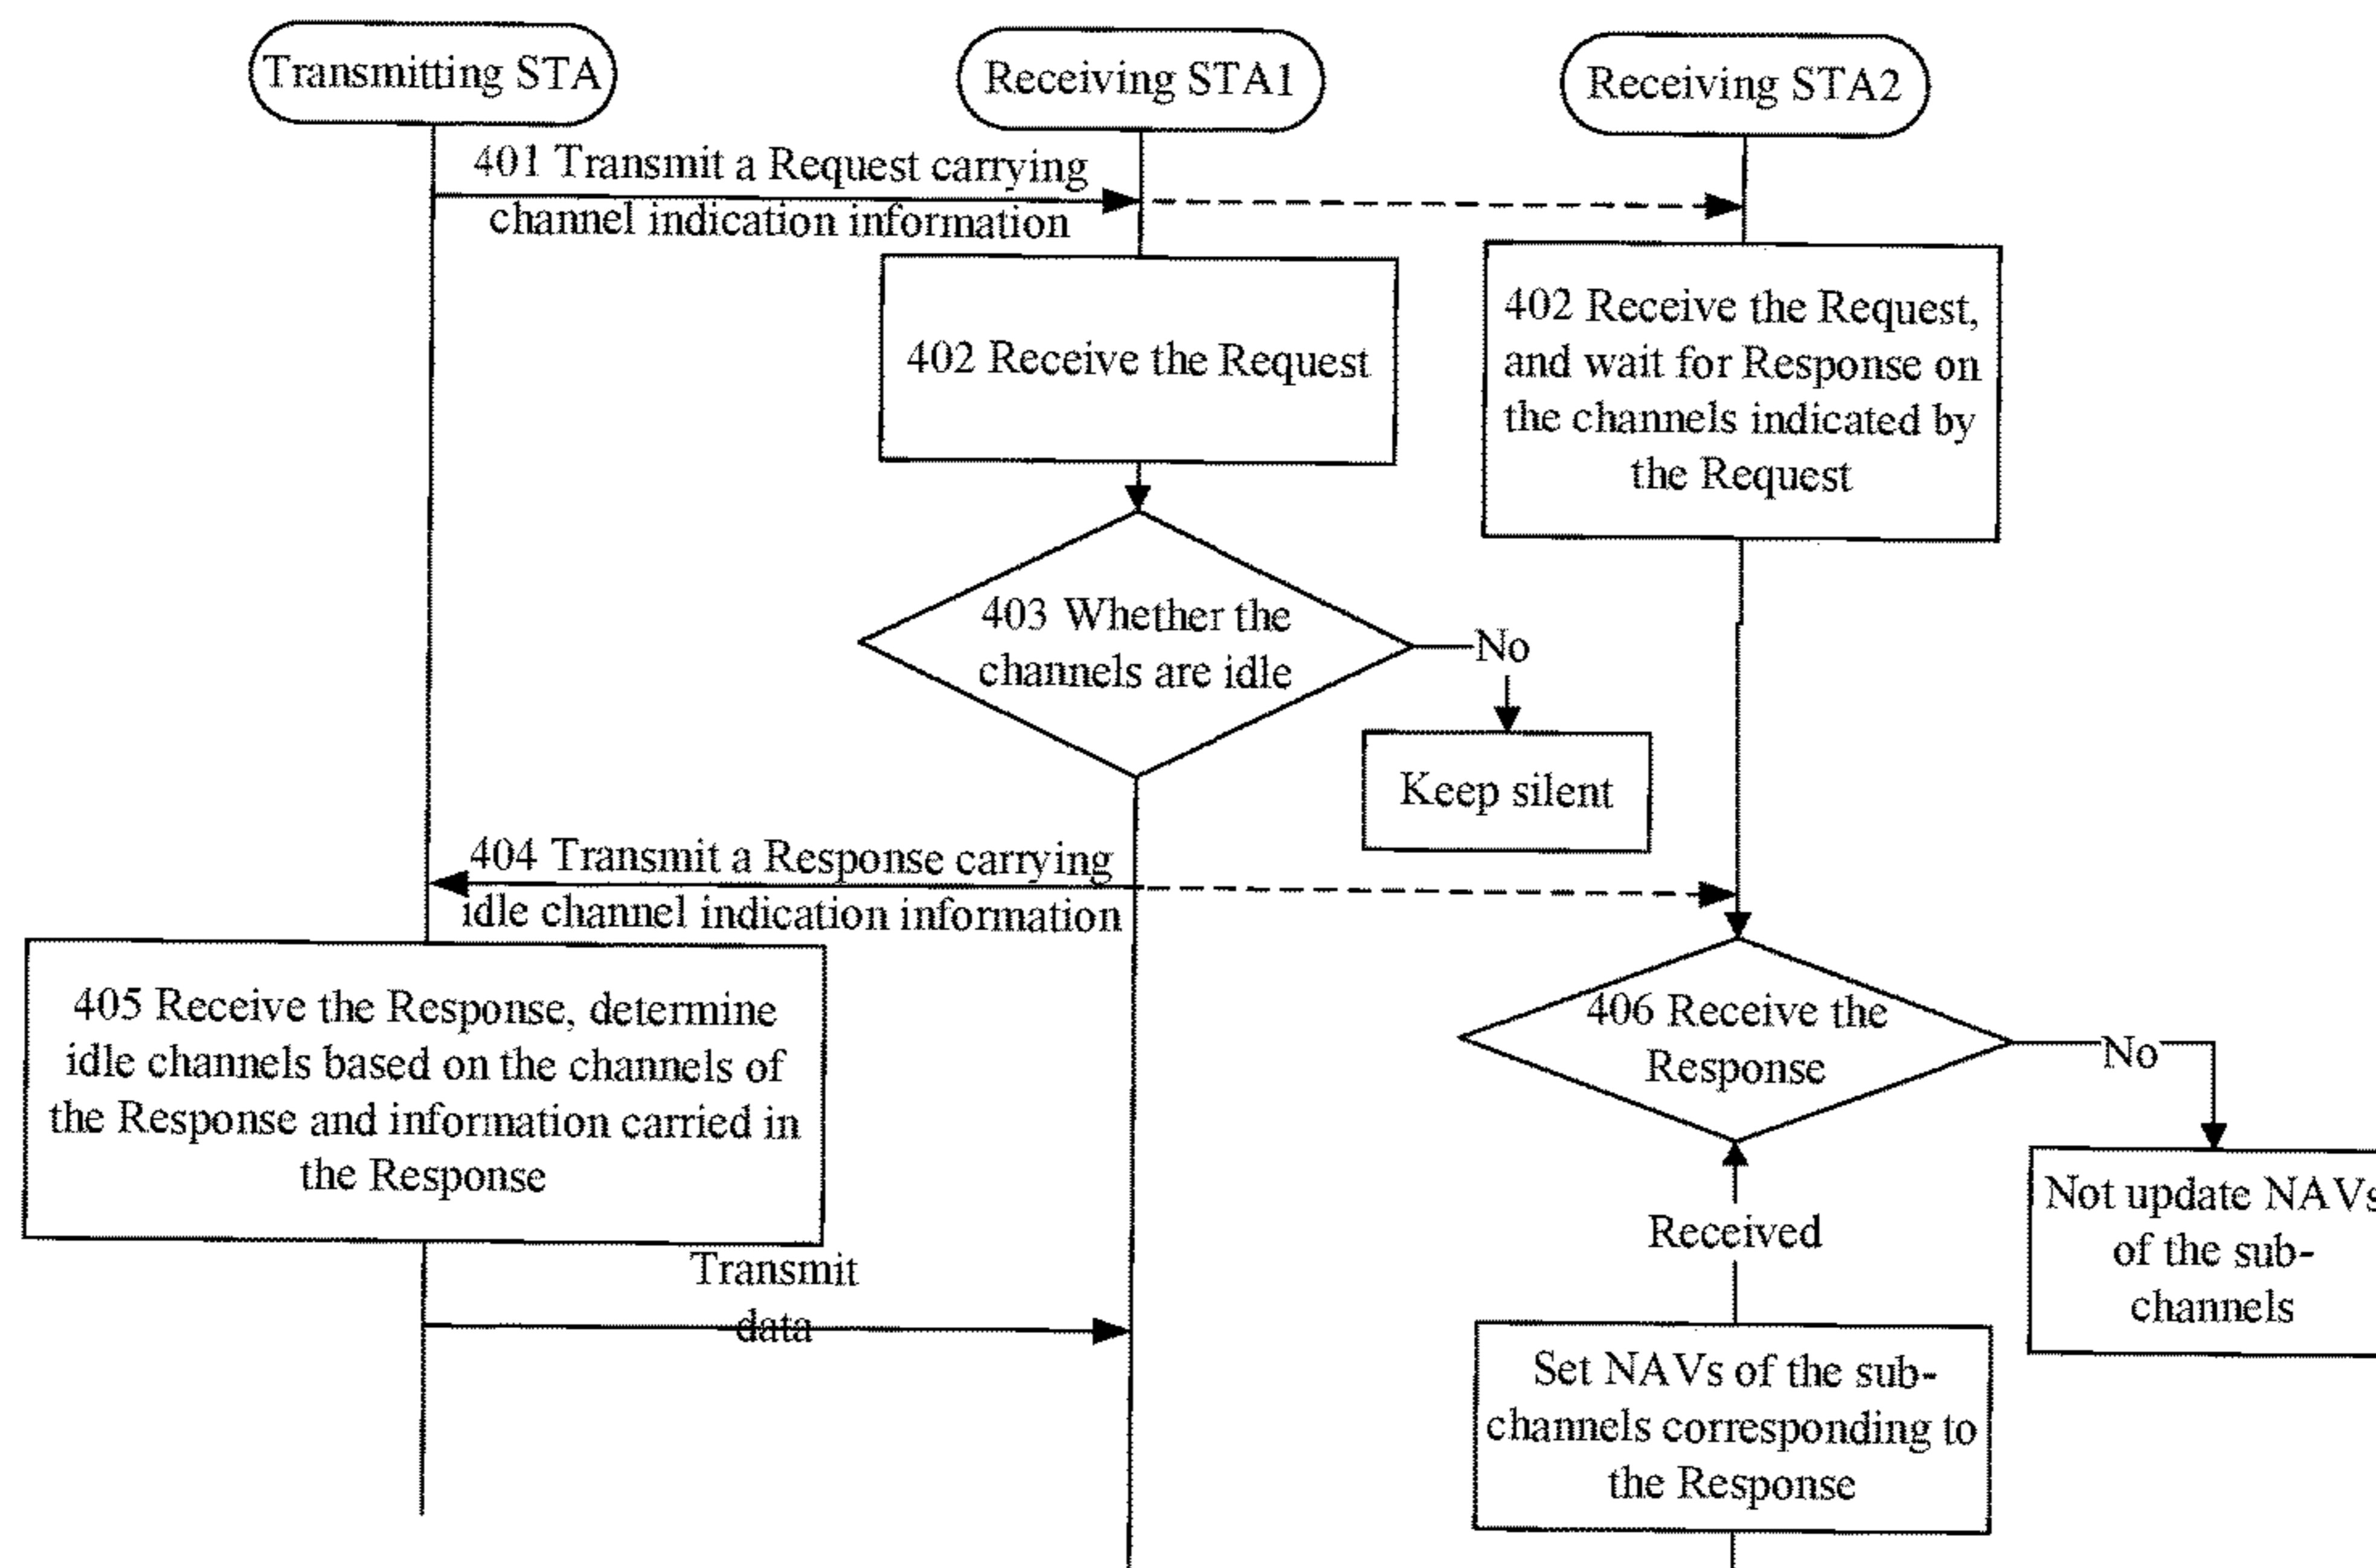 Transmitting STA
Receiving STA1
Receiving STA2
401 Transmit a Request carrying
channel indication information
402 Receive the Request
402 Receive the Request,
and wait for Response on
the channels indicated by
the Request
403 Whether the
channels are idle
No
Keep silent
404 Transmit a Response carrying
idle channel indication information
405 Receive the Response, determine
idle channels based on the channels of
the Response and information carried in
the Response
406 Receive the
Response
No
Not update NAVs
of the sub-
channels
Received
Transmit
data
Set NAVs of the sub-
channels corresponding to
the Response